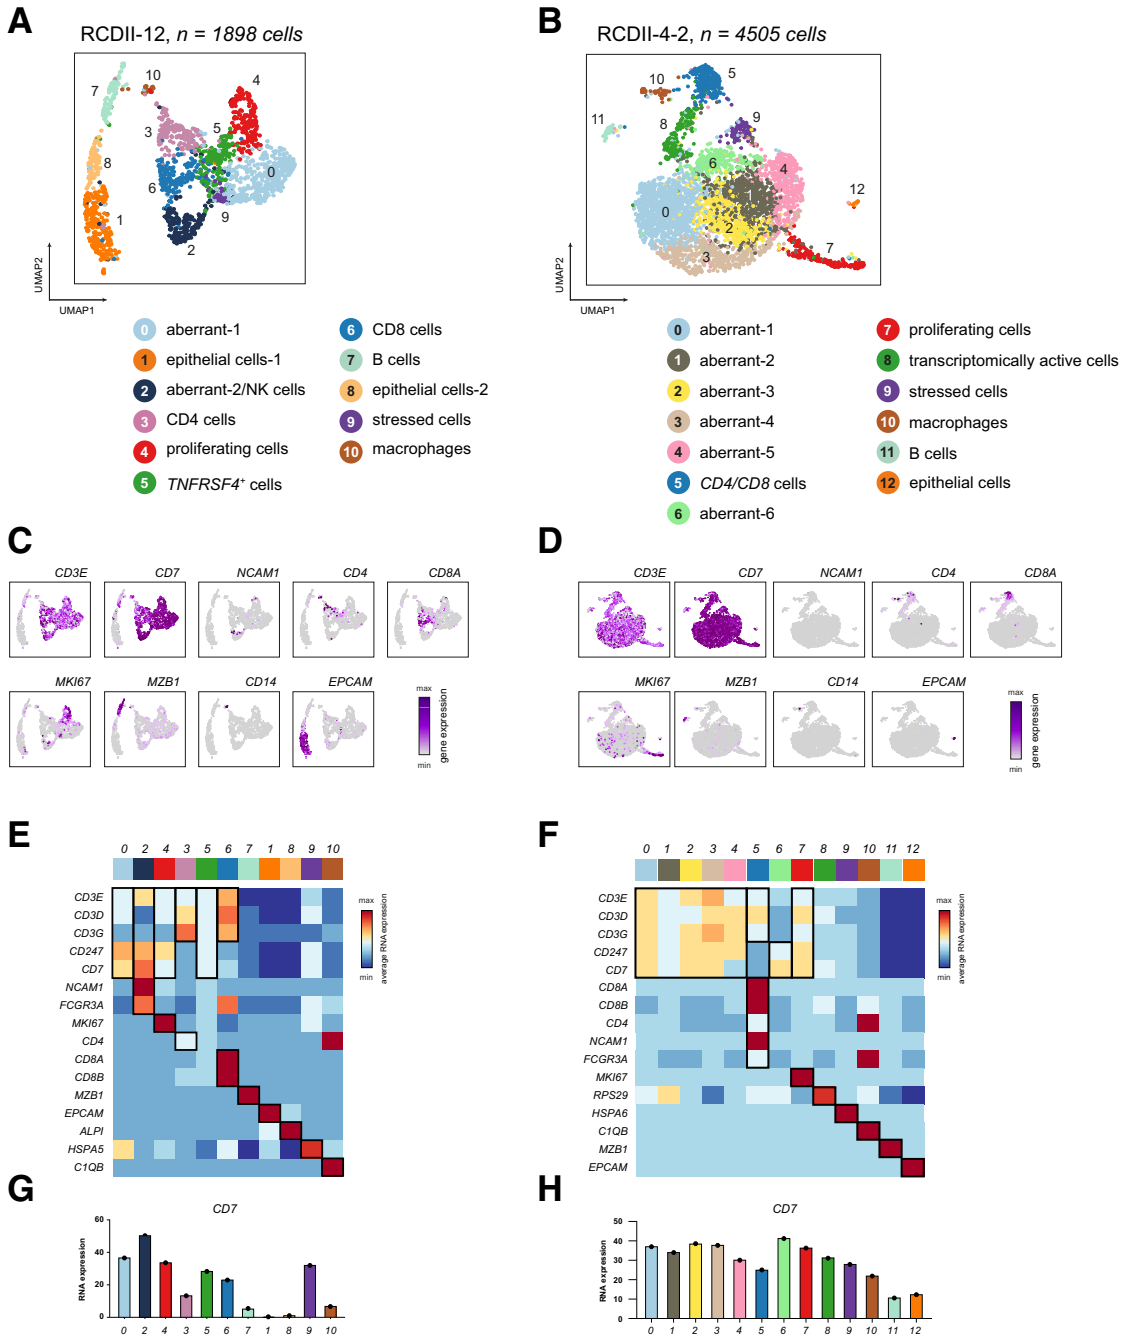 A
RCDII-12, n = 1898 cells
10
7
4
3
5
8
0
6
9
1
2
UMAP2
UMAP1
0 aberrant-1
1 epithelial cells-1
2 aberrant-2/NK cells
3 CD4 cells
4 proliferating cells
5 TNFRSF4+ cells
6 CD8 cells
7 B cells
8 epithelial cells-2
9 stressed cells
10 macrophages
B
RCDII-4-2, n = 4505 cells
10
5
11
8
9
6
4
1
12
0
2
3
7
UMAP2
UMAP1
0 aberrant-1
1 aberrant-2
2 aberrant-3
3 aberrant-4
4 aberrant-5
5 CD4/CD8 cells
6 aberrant-6
7 proliferating cells
8 transcriptomically active cells
9 stressed cells
10 macrophages
11 B cells
12 epithelial cells
C
CD3E CD7 NCAM1 CD4 CD8A
MKI67 MZB1 CD14 EPCAM
max
min
gene expression
D
CD3E CD7 NCAM1 CD4 CD8A
MKI67 MZB1 CD14 EPCAM
max
min
gene expression
E
0 2 4 3 5 6 7 1 8 9 10
CD3E
CD3D
CD3G
CD247
CD7
NCAM1
FCGR3A
MKI67
CD4
CD8A
CD8B
MZB1
EPCAM
ALPI
HSPA5
C1QB
max
min
average RNA expression
F
0 1 2 3 4 5 6 7 8 9 10 11 12
CD3E
CD3D
CD3G
CD247
CD7
CD8A
CD8B
CD4
NCAM1
FCGR3A
MKI67
RPS29
HSPA6
C1QB
MZB1
EPCAM
max
min
average RNA expression
G
CD7
RNA expression
60
40
20
0
0 2 4 3 5 6 7 1 8 9 10
H
CD7
RNA expression
50
40
30
20
10
0
0 1 2 3 4 5 6 7 8 9 10 11 12